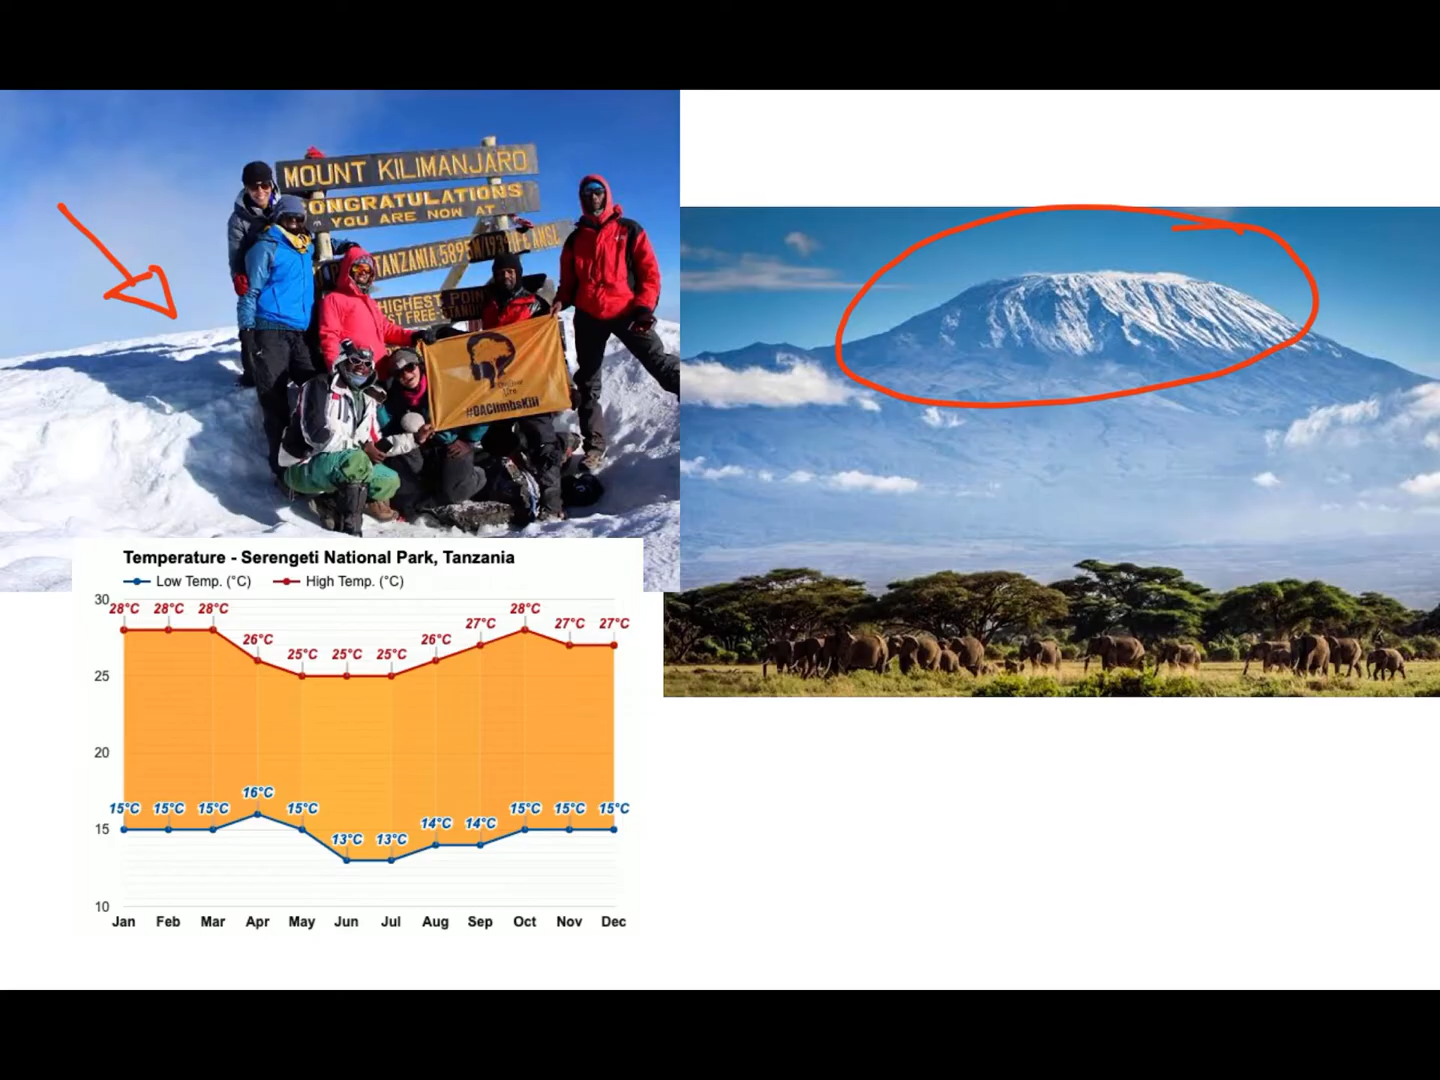 MOUNT KILIMANJARO
CONGRATULATIONS
YOU ARE NOW AT
TANZANIA 5895M
HIGHEST POIN
#DAClimbsKili
Temperature - Serengeti National Park, Tanzania
Low Temp. (°C) High Temp. (°C)
30
28°C 28°C 28°C 26°C 25°C 25°C 25°C 26°C 27°C 28°C 27°C 27°C
25
20
15°C 15°C 15°C 16°C 15°C 13°C 13°C 14°C 14°C 15°C 15°C 15°C
15
10
Jan Feb Mar Apr May Jun Jul Aug Sep Oct Nov Dec